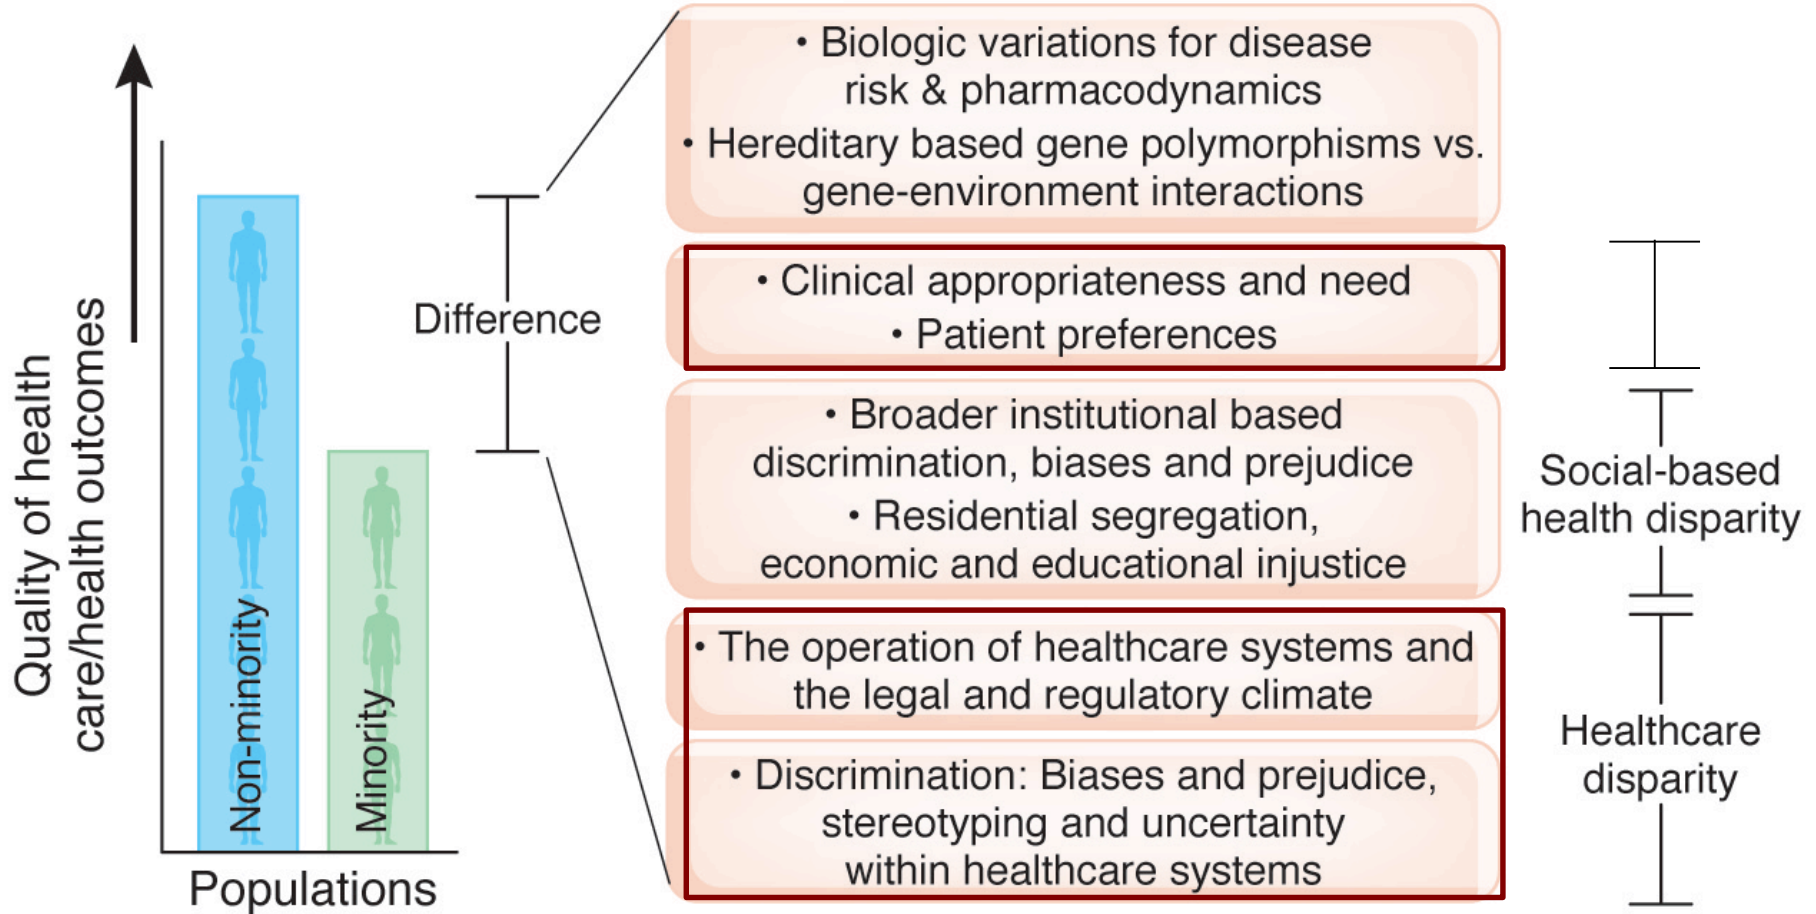 Quality of health
care/health outcomes
Non-minority
Minority
Populations
Difference
• Biologic variations for disease
risk & pharmacodynamics
• Hereditary based gene polymorphisms vs.
gene-environment interactions
• Clinical appropriateness and need
• Patient preferences
• Broader institutional based
discrimination, biases and prejudice
• Residential segregation,
economic and educational injustice
• The operation of healthcare systems and
the legal and regulatory climate
• Discrimination: Biases and prejudice,
stereotyping and uncertainty
within healthcare systems
Social-based
health disparity
Healthcare
disparity